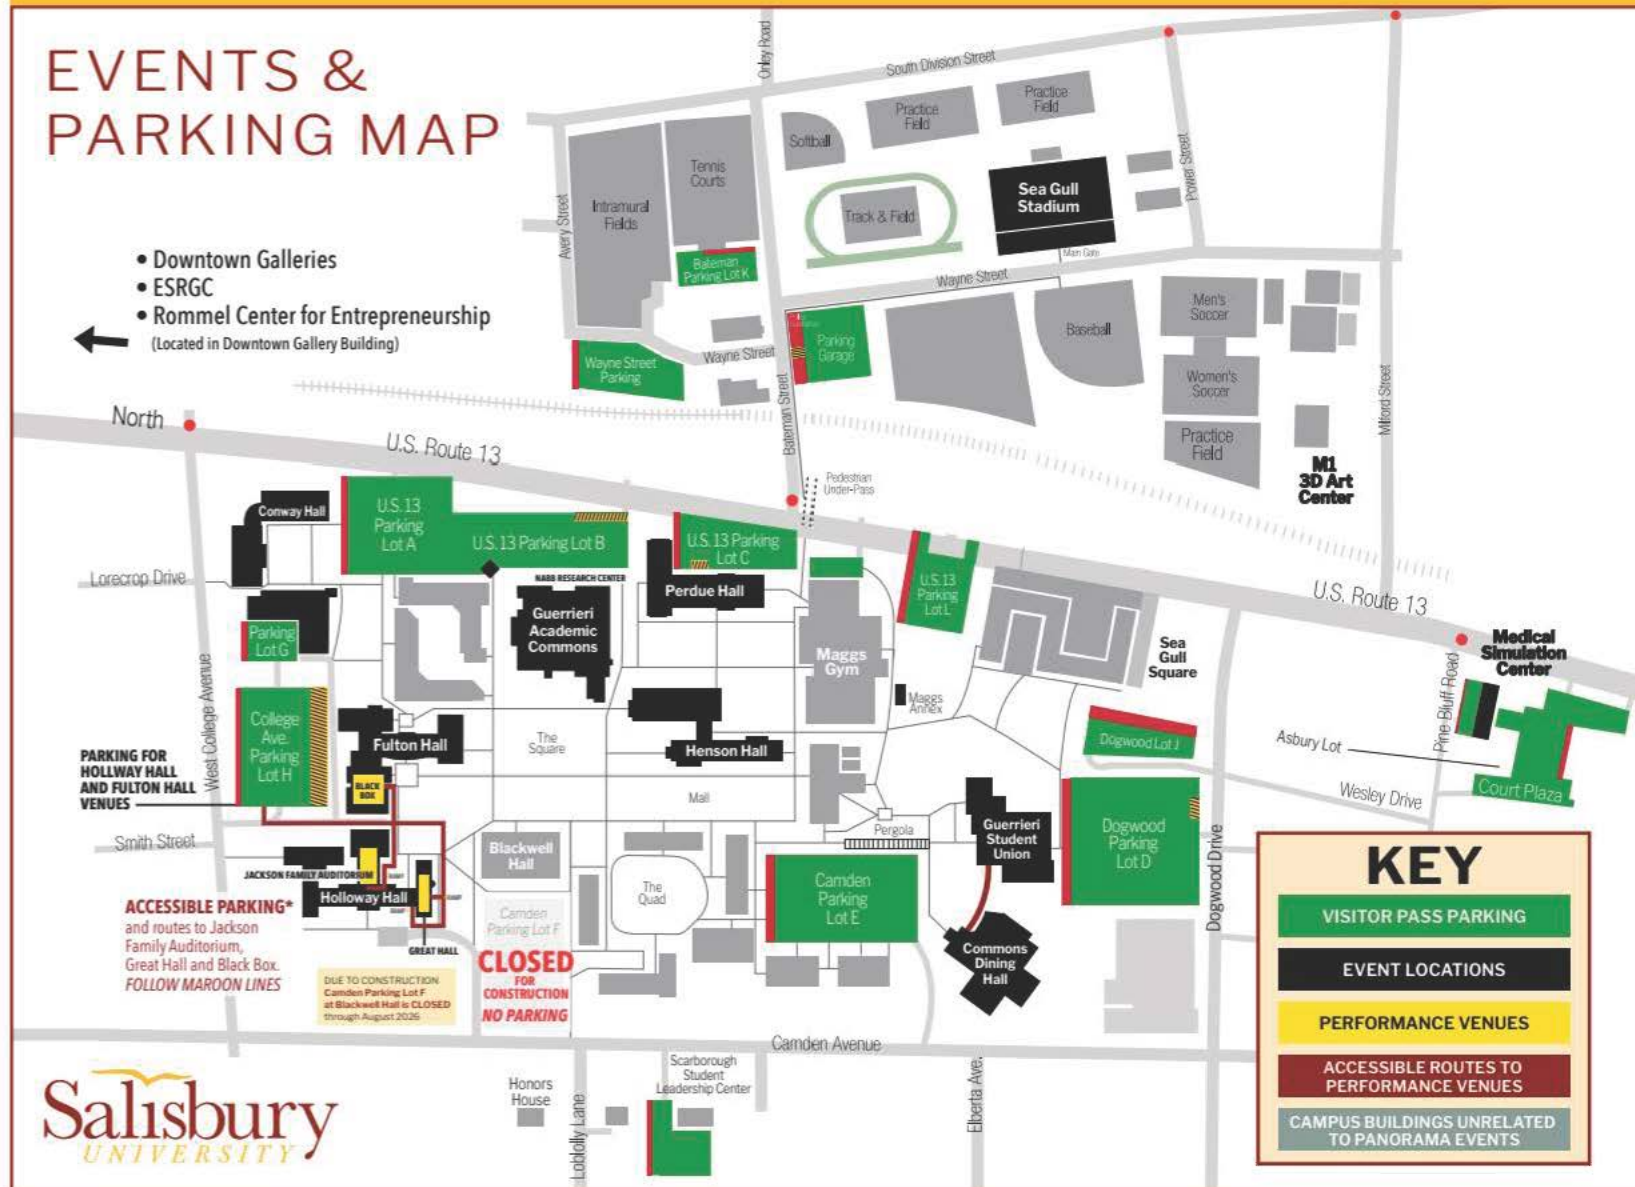 EVENTS &
PARKING MAP
• Downtown Galleries
• ESRGC
• Rommel Center for Entrepreneurship
(Located in Downtown Gallery Building)
Onley Road
South Division Street
Practice
Field
Practice
Field
Softball
Tennis
Courts
Intramural
Fields
Avery Street
Track & Field
Sea Gull
Stadium
Power Street
Main Gate
Bateman
Parking Lot K
Wayne Street
Men's
Soccer
Baseball
Parking
Garage
Wayne Street
Wayne Street
Parking
Women's
Soccer
Milford Street
Bateman Street
Practice
Field
M1
3D Art
Center
North
U.S. Route 13
Pedestrian
Under-Pass
Conway Hall
U.S. 13
Parking
Lot A
U.S. 13 Parking Lot B
U.S. 13 Parking
Lot C
Lorecrop Drive
NABB RESEARCH CENTER
Perdue Hall
Guerrieri
Academic
Commons
U.S. 13
Parking
Lot L
U.S. Route 13
Parking
Lot G
Maggs
Gym
Sea
Gull
Square
Medical
Simulation
Center
Maggs
Annex
West College Avenue
College
Ave.
Parking
Lot H
Fulton Hall
The
Square
Henson Hall
Dogwood Lot J
Asbury Lot
Pine Bluff Road
PARKING FOR
HOLLWAY HALL
AND FULTON HALL
VENUES
BLACK
BOX
Mall
Wesley Drive
Court Plaza
Smith Street
Pergola
Guerrieri
Student
Union
Dogwood
Parking
Lot D
Dogwood Drive
Blackwell
Hall
JACKSON FAMILY AUDITORIUM
RAMP
Holloway Hall
RAMP
RAMP
GREAT HALL
The
Quad
Camden
Parking
Lot E
ACCESSIBLE PARKING*
and routes to Jackson
Family Auditorium,
Great Hall and Black Box.
FOLLOW MAROON LINES
Camden
Parking Lot F
CLOSED
FOR
CONSTRUCTION
NO PARKING
DUE TO CONSTRUCTION
Camden Parking Lot F
at Blackwell Hall is CLOSED
through August 2026
Commons
Dining
Hall
Camden Avenue
Scarborough
Student
Leadership Center
Honors
House
Loblolly Lane
Elberta Ave.
KEY
VISITOR PASS PARKING
EVENT LOCATIONS
PERFORMANCE VENUES
ACCESSIBLE ROUTES TO
PERFORMANCE VENUES
CAMPUS BUILDINGS UNRELATED
TO PANORAMA EVENTS
Salisbury
UNIVERSITY